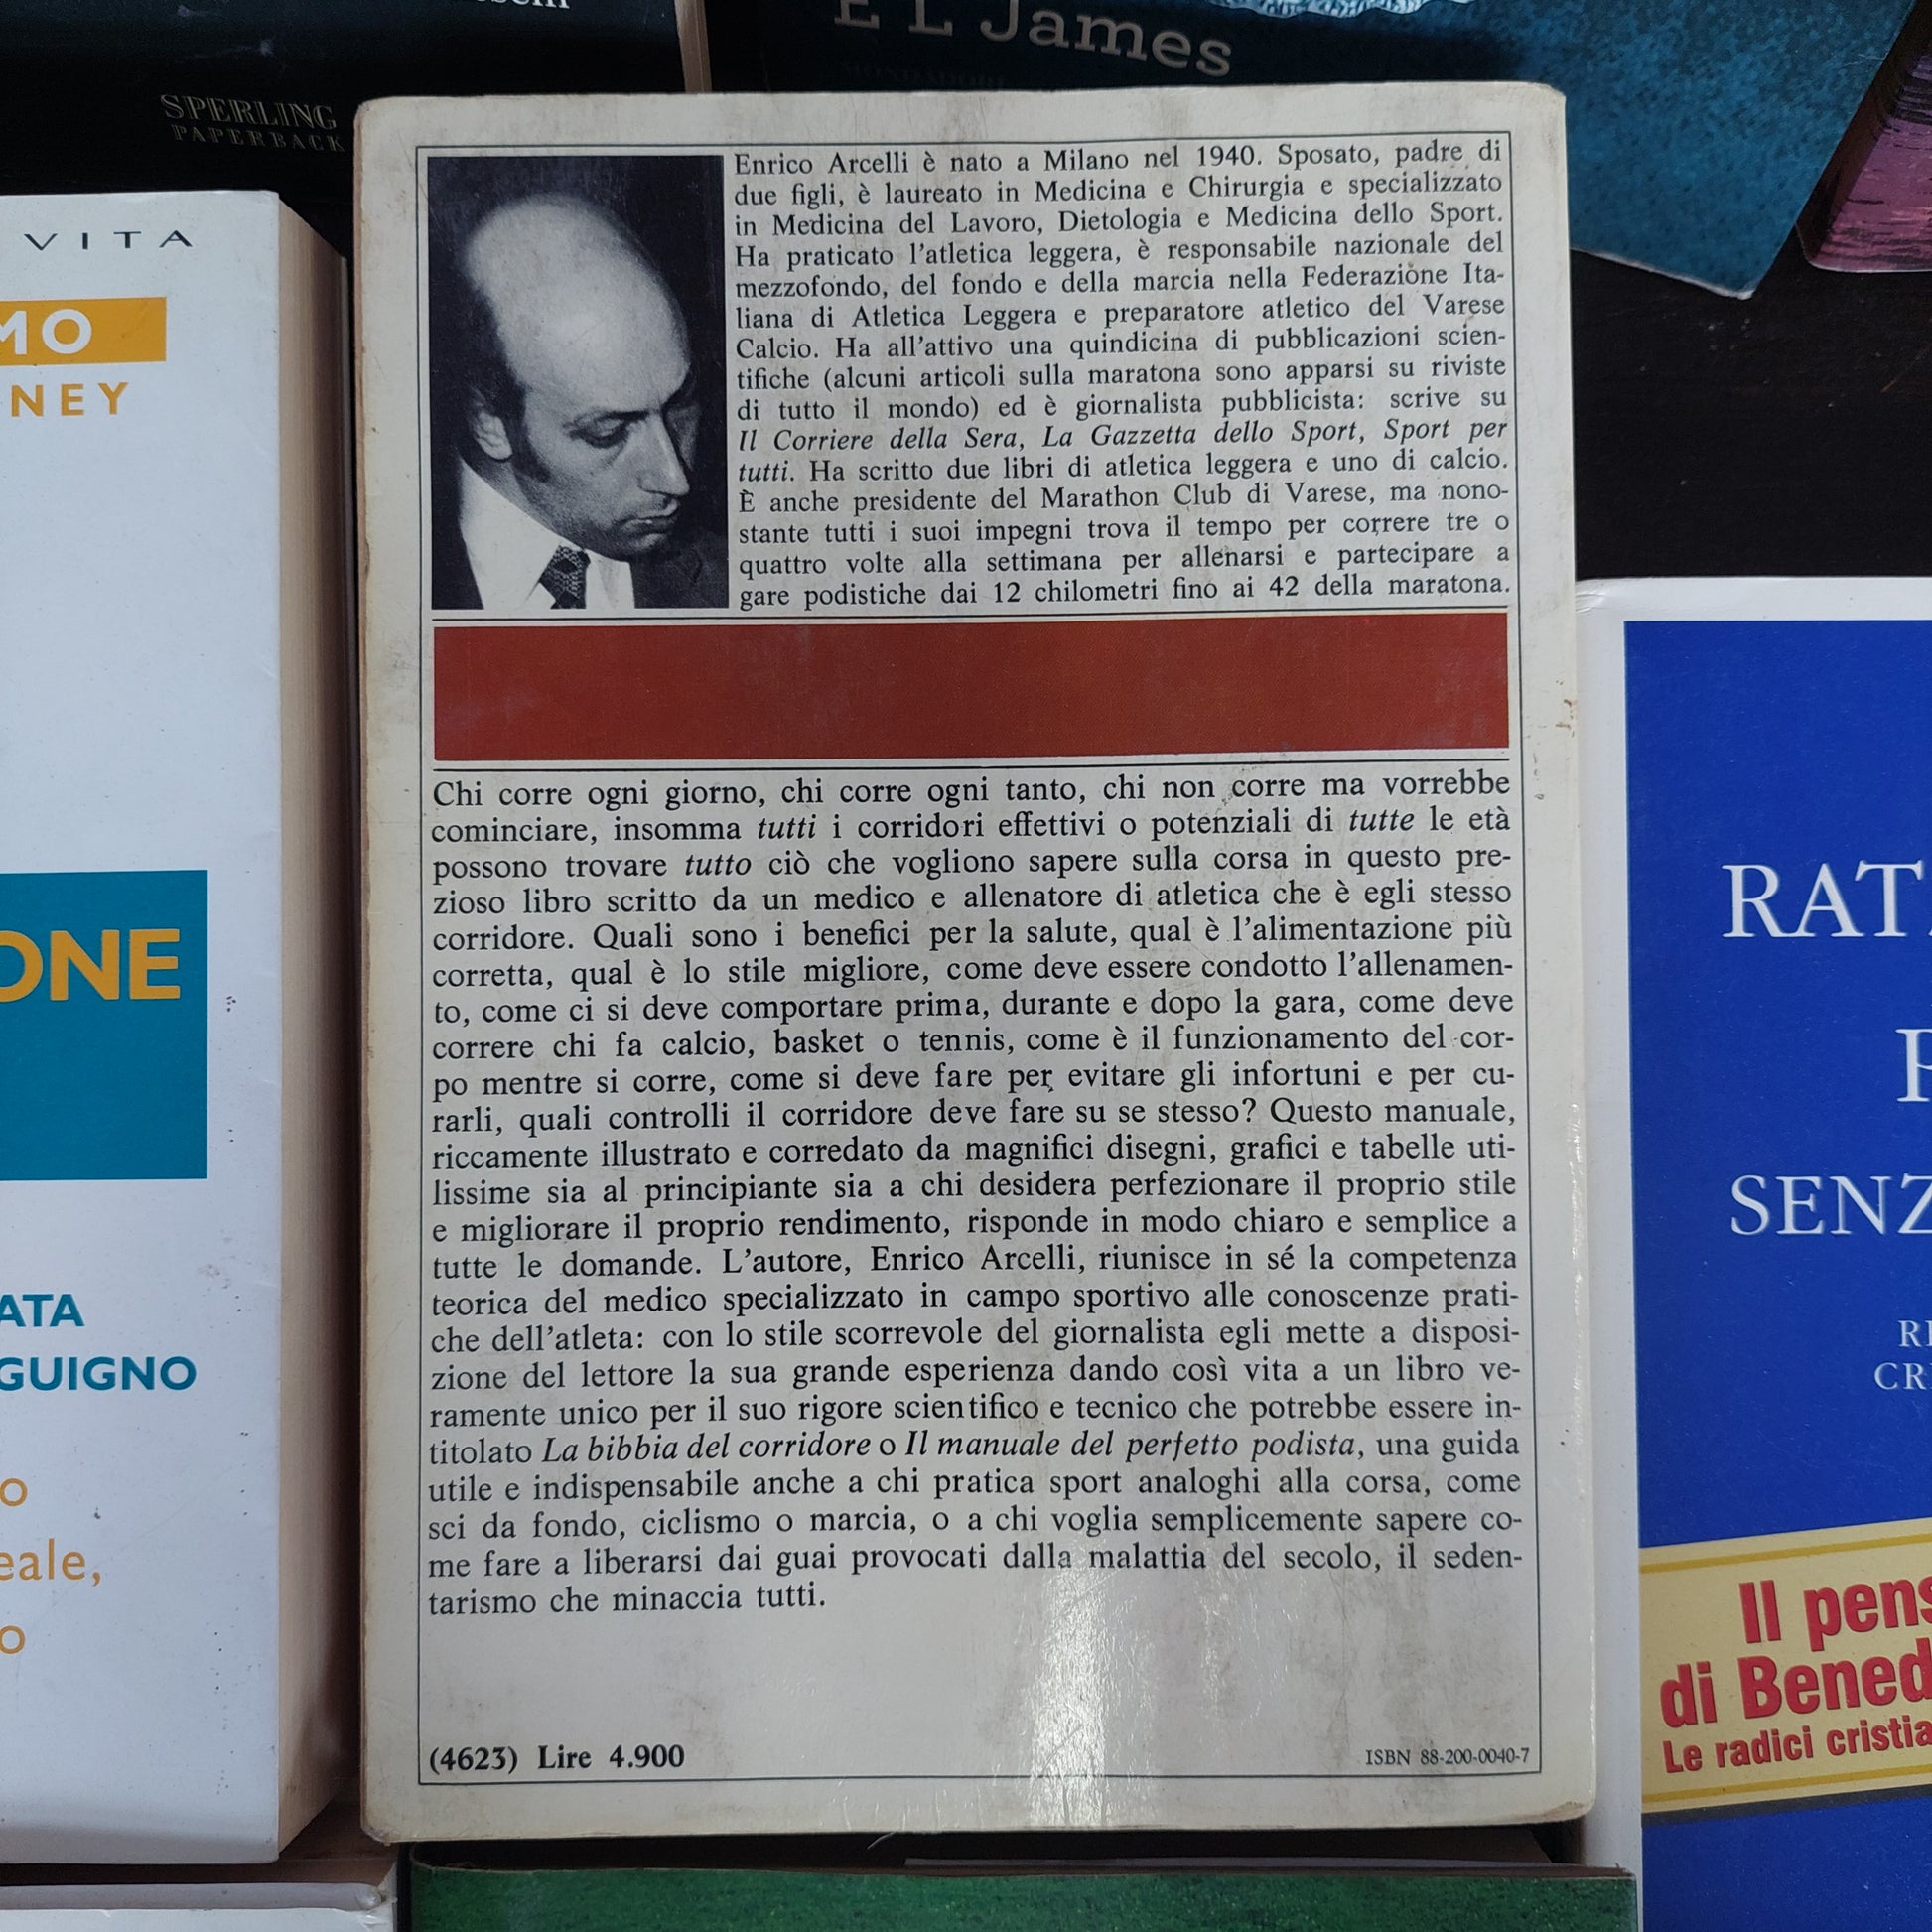 E L James
SPERLING
PAPERBACK
VITA
MO
NEY
ONE
ATA
GUIGNO
o
eale,
o
Enrico Arcelli è nato a Milano nel 1940. Sposato, padre di
due figli, è laureato in Medicina e Chirurgia e specializzato
in Medicina del Lavoro, Dietologia e Medicina dello Sport.
Ha praticato l'atletica leggera, è responsabile nazionale del
mezzofondo, del fondo e della marcia nella Federazione Ita-
liana di Atletica Leggera e preparatore atletico del Varese
Calcio. Ha all'attivo una quindicina di pubblicazioni scien-
tifiche (alcuni articoli sulla maratona sono apparsi su riviste
di tutto il mondo) ed è giornalista pubblicista: scrive su
Il Corriere della Sera, La Gazzetta dello Sport, Sport per
tutti. Ha scritto due libri di atletica leggera e uno di calcio.
È anche presidente del Marathon Club di Varese, ma nono-
stante tutti i suoi impegni trova il tempo per correre tre o
quattro volte alla settimana per allenarsi e partecipare a
gare podistiche dai 12 chilometri fino ai 42 della maratona.
Chi corre ogni giorno, chi corre ogni tanto, chi non corre ma vorrebbe
cominciare, insomma tutti i corridori effettivi o potenziali di tutte le età
possono trovare tutto ciò che vogliono sapere sulla corsa in questo pre-
zioso libro scritto da un medico e allenatore di atletica che è egli stesso
corridore. Quali sono i benefici per la salute, qual è l'alimentazione più
corretta, qual è lo stile migliore, come deve essere condotto l'allenamen-
to, come ci si deve comportare prima, durante e dopo la gara, come deve
correre chi fa calcio, basket o tennis, come è il funzionamento del cor-
po mentre si corre, come si deve fare per evitare gli infortuni e per cu-
rarli, quali controlli il corridore deve fare su se stesso? Questo manuale,
riccamente illustrato e corredato da magnifici disegni, grafici e tabelle uti-
lissime sia al principiante sia a chi desidera perfezionare il proprio stile
e migliorare il proprio rendimento, risponde in modo chiaro e semplice a
tutte le domande. L'autore, Enrico Arcelli, riunisce in sé la competenza
teorica del medico specializzato in campo sportivo alle conoscenze prati-
che dell'atleta: con lo stile scorrevole del giornalista egli mette a disposi-
zione del lettore la sua grande esperienza dando così vita a un libro ve-
ramente unico per il suo rigore scientifico e tecnico che potrebbe essere in-
titolato La bibbia del corridore o Il manuale del perfetto podista, una guida
utile e indispensabile anche a chi pratica sport analoghi alla corsa, come
sci da fondo, ciclismo o marcia, o a chi voglia semplicemente sapere co-
me fare a liberarsi dai guai provocati dalla malattia del secolo, il seden-
tarismo che minaccia tutti.
(4623) Lire 4.900
ISBN 88-200-0040-7
RAT
SENZ
RE
CR
Il pens
di Bened
Le radici cristia